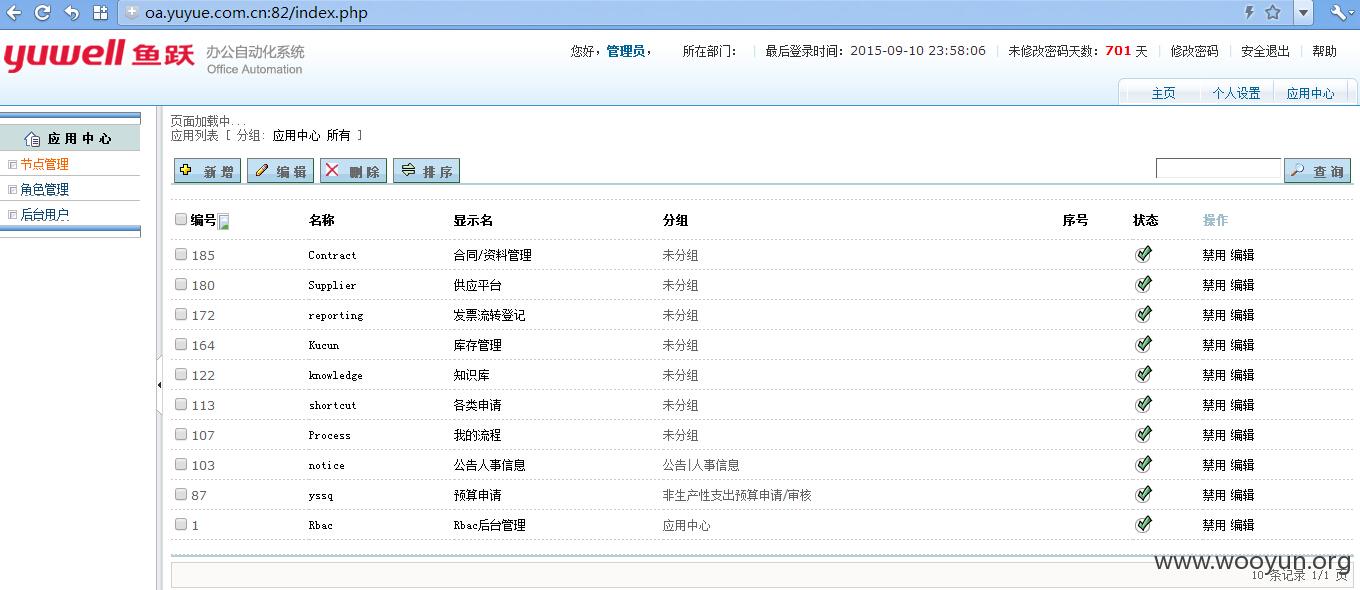 oa.yuyue.com.cn:82/index.php
yuwell 鱼跃 办公自动化系统
Office Automation
您好，管理员， 所在部门： 最后登录时间：2015-09-10 23:58:06 未修改密码天数：701 天 修改密码 安全退出 帮助
主页 个人设置 应用中心
应用中心
节点管理
角色管理
后台用户
页面加载中...
应用列表 [ 分组： 应用中心 所有 ]
新增 编辑 删除 排序 查询
编号 名称 显示名 分组 序号 状态 操作
185 Contract 合同/资料管理 未分组 禁用 编辑
180 Supplier 供应平台 未分组 禁用 编辑
172 reporting 发票流转登记 未分组 禁用 编辑
164 Kucun 库存管理 未分组 禁用 编辑
122 knowledge 知识库 未分组 禁用 编辑
113 shortcut 各类申请 未分组 禁用 编辑
107 Process 我的流程 未分组 禁用 编辑
103 notice 公告人事信息 公告|人事信息 禁用 编辑
87 yssq 预算申请 非生产性支出预算申请/审核 禁用 编辑
1 Rbac Rbac后台管理 应用中心 禁用 编辑
www.wooyun.org
10 条记录 1/1 页